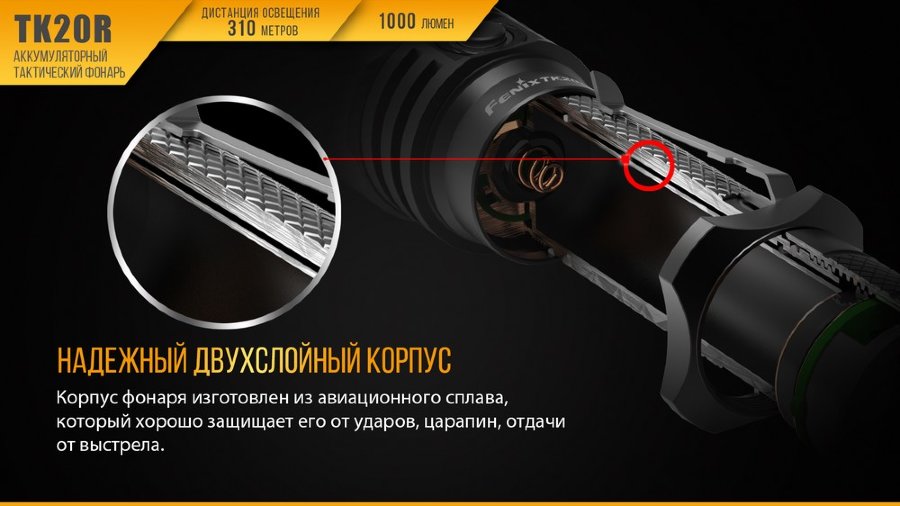 TK20R
АККУМУЛЯТОРНЫЙ
ТАКТИЧЕСКИЙ ФОНАРЬ
ДИСТАНЦИЯ ОСВЕЩЕНИЯ
310 МЕТРОВ
1000 ЛЮМЕН
FENIX TK20R
НАДЕЖНЫЙ ДВУХСЛОЙНЫЙ КОРПУС
Корпус фонаря изготовлен из авиационного сплава,
который хорошо защищает его от ударов, царапин, отдачи
от выстрела.